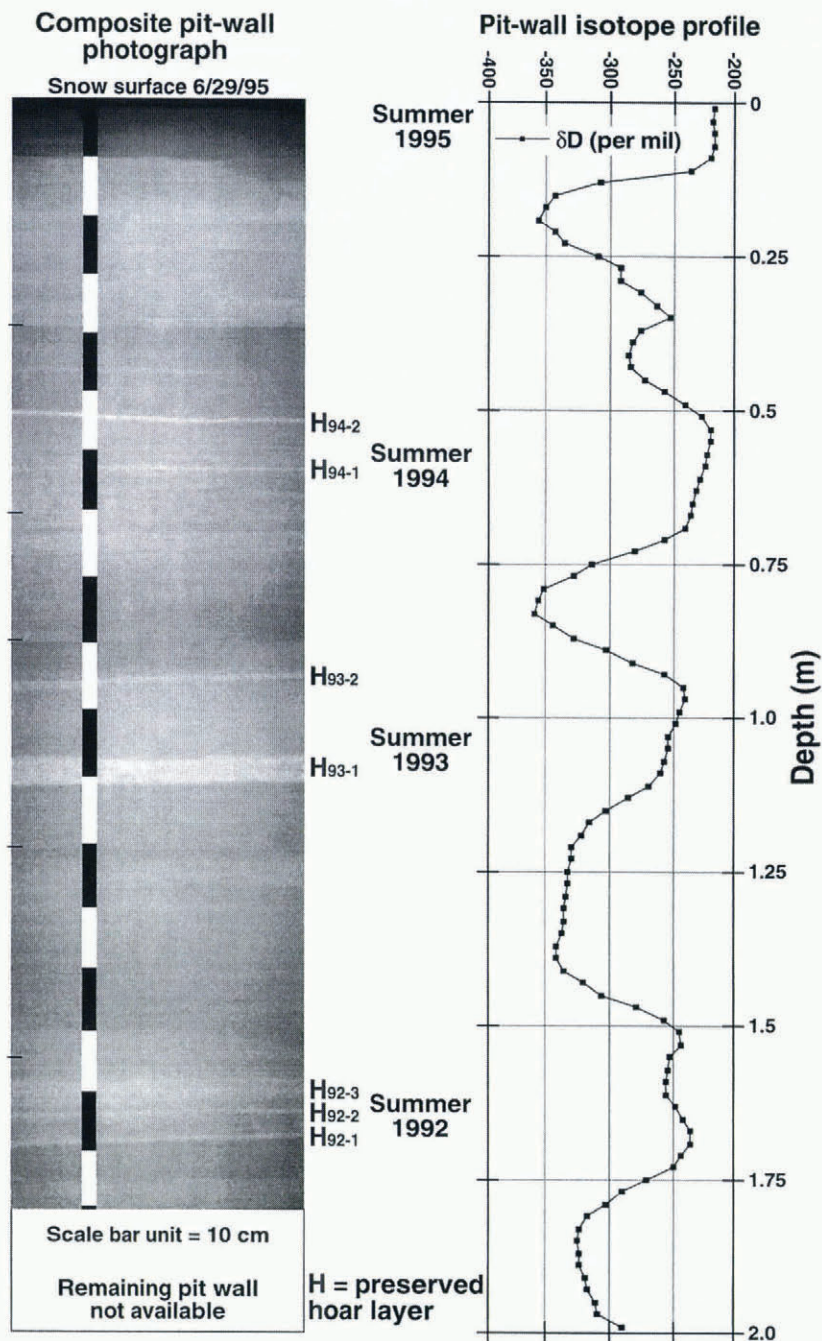 Composite pit-wall
photograph
Snow surface 6/29/95
H94-2
H94-1
H93-2
H93-1
H92-3
H92-2
H92-1
Scale bar unit = 10 cm
Remaining pit wall
not available
H = preserved
hoar layer
Summer
1995
Summer
1994
Summer
1993
Summer
1992
Pit-wall isotope profile
-400
-350
-300
-250
-200
δD (per mil)
0
0.25
0.5
0.75
1.0
1.25
1.5
1.75
2.0
Depth (m)